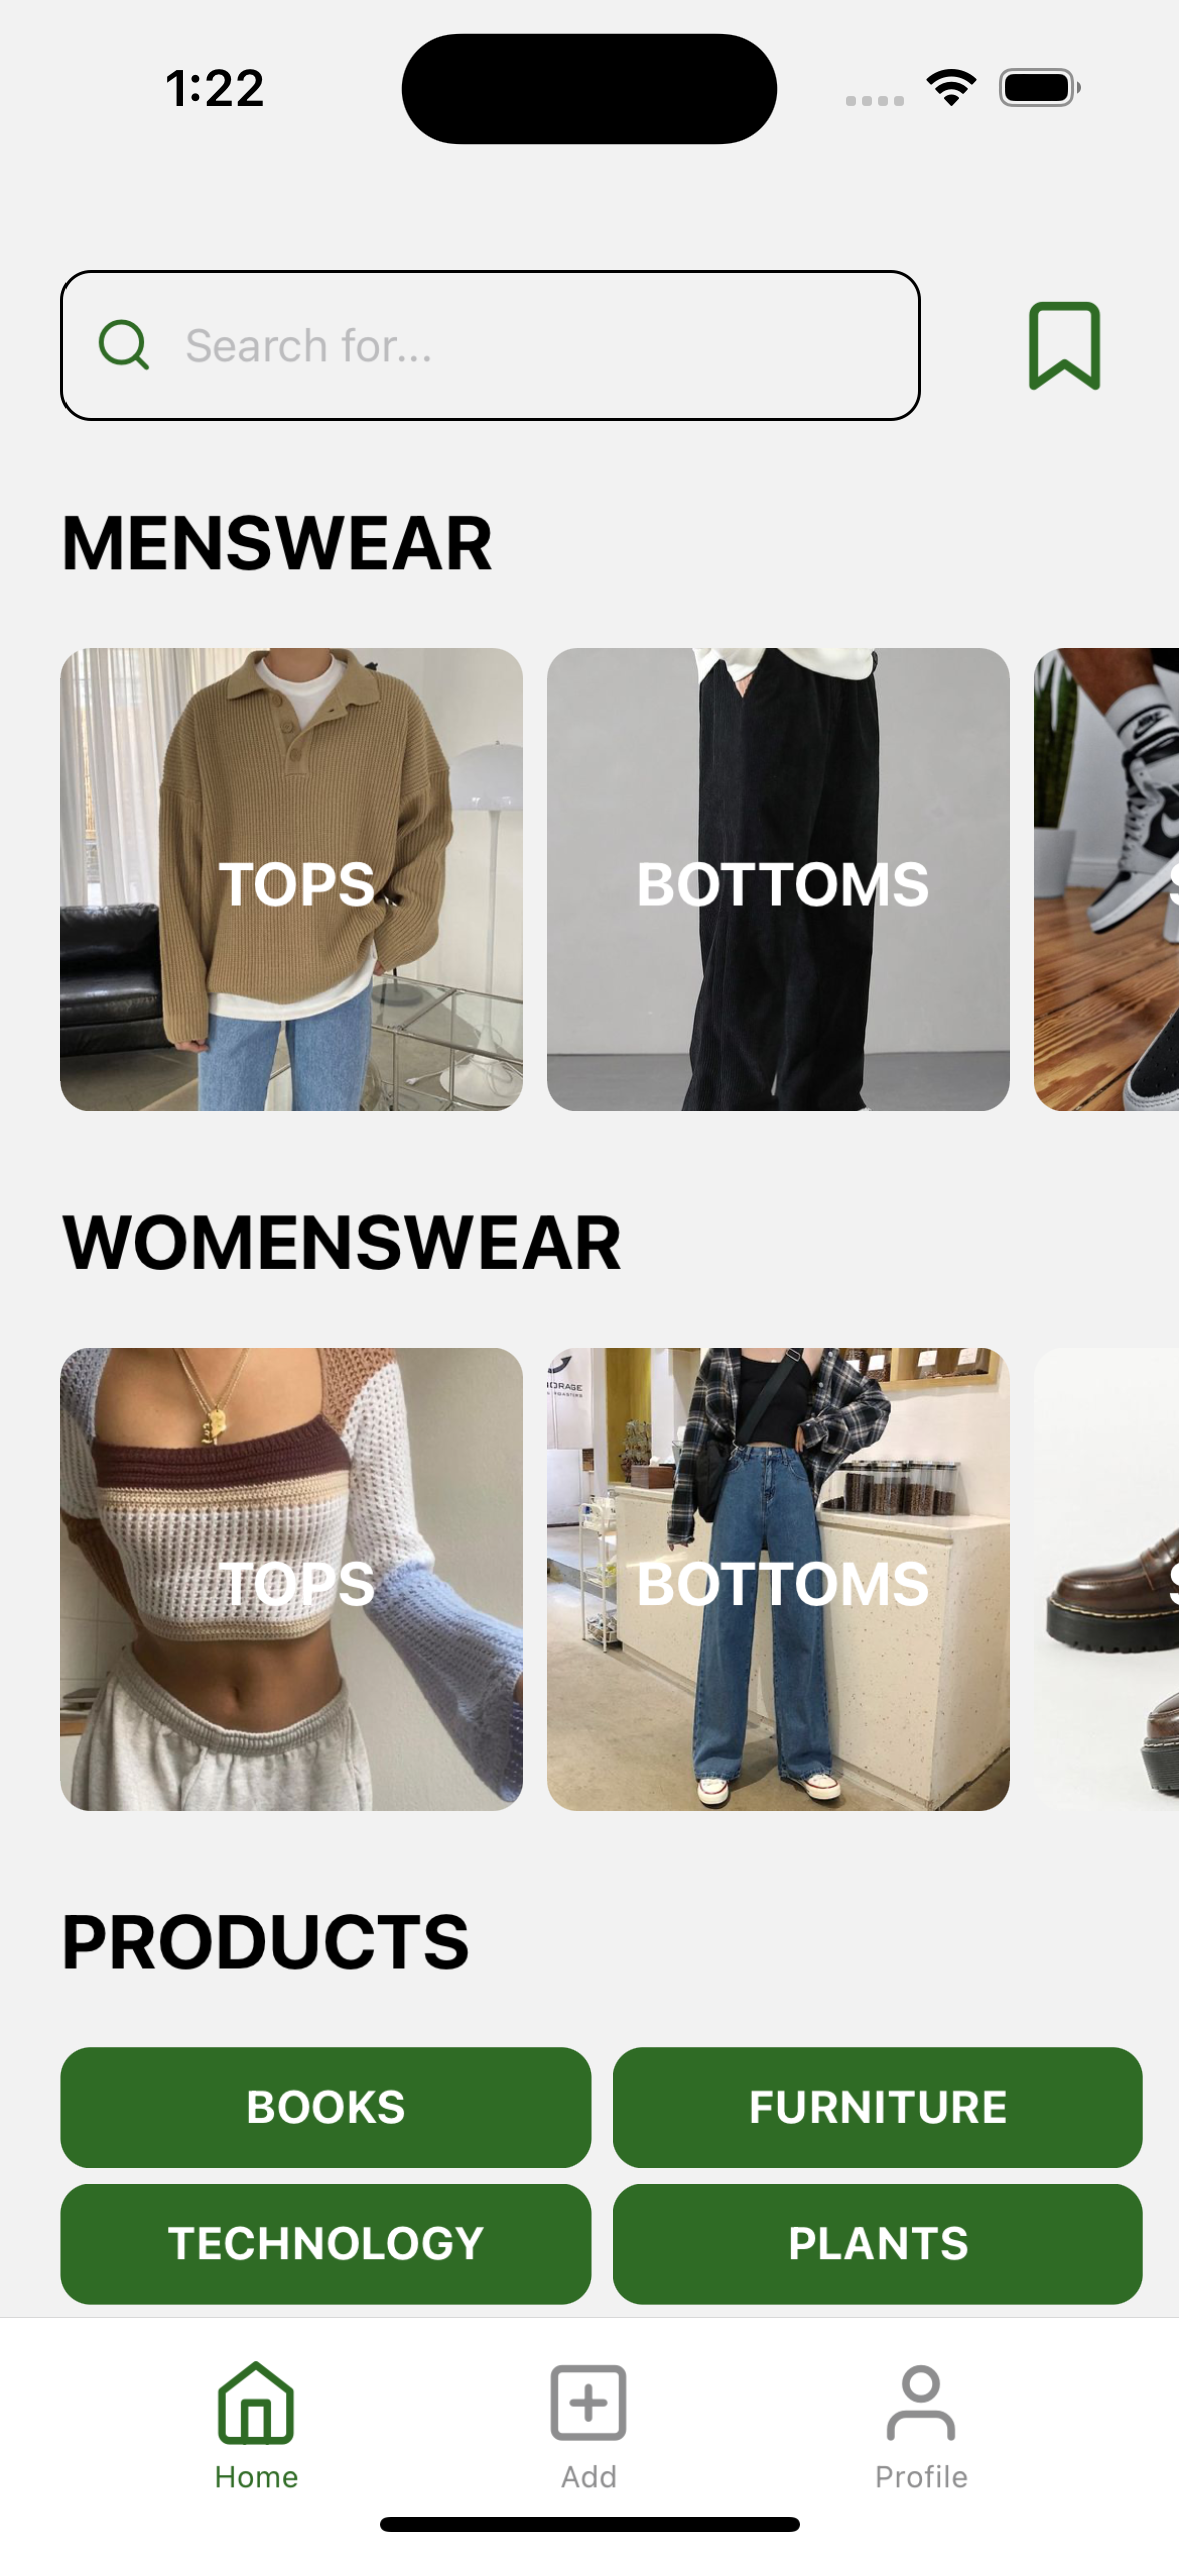 1:22
Search for...
MENSWEAR
TOPS
BOTTOMS
S
WOMENSWEAR
TOPS
BOTTOMS
S
PRODUCTS
BOOKS
FURNITURE
TECHNOLOGY
PLANTS
Home
Add
Profile